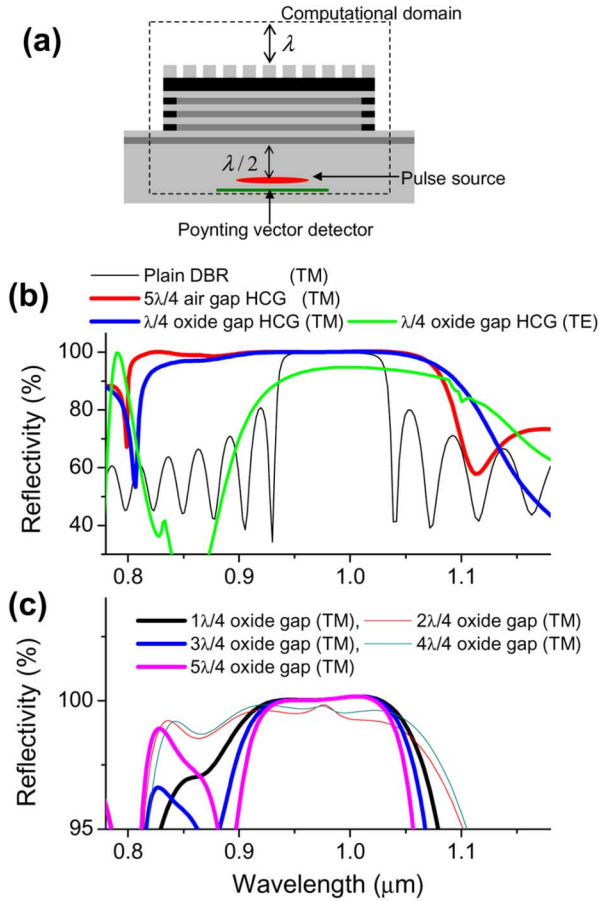 (a)
Computational domain
λ
λ/2
Pulse source
Poynting vector detector
(b)
Plain DBR (TM)
5λ/4 air gap HCG (TM)
λ/4 oxide gap HCG (TM) λ/4 oxide gap HCG (TE)
Reflectivity (%)
100
80
60
40
0.8 0.9 1.0 1.1
(c)
1λ/4 oxide gap (TM), 2λ/4 oxide gap (TM)
3λ/4 oxide gap (TM), 4λ/4 oxide gap (TM)
5λ/4 oxide gap (TM)
Reflectivity (%)
100
95
0.8 0.9 1.0 1.1
Wavelength (μm)